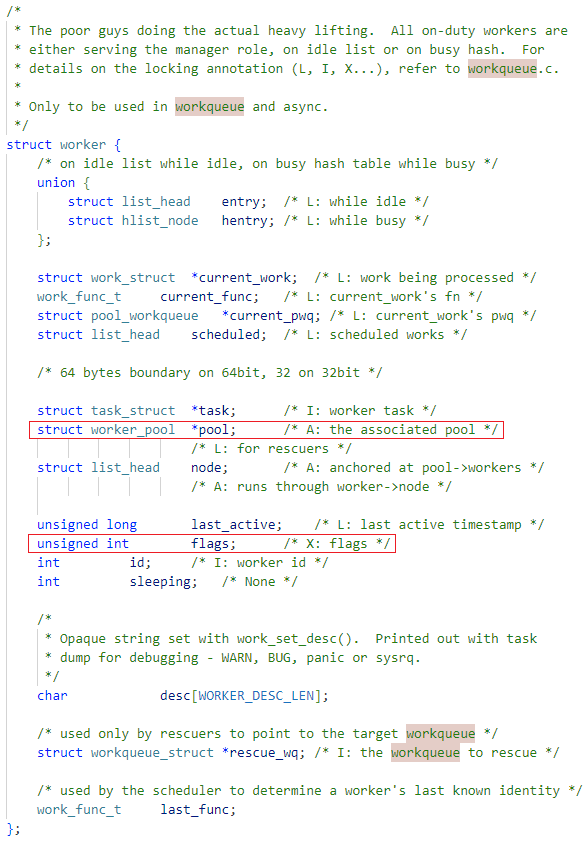 /*
 * The poor guys doing the actual heavy lifting.  All on-duty workers are
 * either serving the manager role, on idle list or on busy hash.  For
 * details on the locking annotation (L, I, X...), refer to workqueue.c.
 *
 * Only to be used in workqueue and async.
 */
struct worker {
    /* on idle list while idle, on busy hash table while busy */
    union {
        struct list_head    entry;  /* L: while idle */
        struct hlist_node   hentry; /* L: while busy */
    };
    struct work_struct  *current_work;  /* L: work being processed */
    work_func_t     current_func;   /* L: current_work's fn */
    struct pool_workqueue   *current_pwq; /* L: current_work's pwq */
    struct list_head    scheduled;  /* L: scheduled works */
    /* 64 bytes boundary on 64bit, 32 on 32bit */
    struct task_struct  *task;      /* I: worker task */
    struct worker_pool  *pool;      /* A: the associated pool */
                        /* L: for rescuers */
    struct list_head    node;       /* A: anchored at pool->workers */
                        /* A: runs through worker->node */
    unsigned long       last_active;    /* L: last active timestamp */
    unsigned int        flags;      /* X: flags */
    int         id;     /* I: worker id */
    int         sleeping;   /* None */
    /*
     * Opaque string set with work_set_desc().  Printed out with task
     * dump for debugging - WARN, BUG, panic or sysrq.
     */
    char            desc[WORKER_DESC_LEN];
    /* used only by rescuers to point to the target workqueue */
    struct workqueue_struct *rescue_wq; /* I: the workqueue to rescue */
    /* used by the scheduler to determine a worker's last known identity */
    work_func_t     last_func;
};